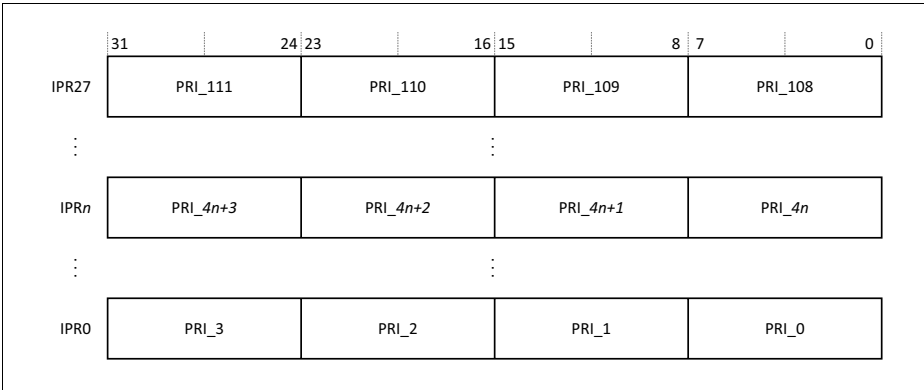 31 24 23 16 15 8 7 0
IPR27 PRI_111 PRI_110 PRI_109 PRI_108
IPRn PRI_4n+3 PRI_4n+2 PRI_4n+1 PRI_4n
IPR0 PRI_3 PRI_2 PRI_1 PRI_0